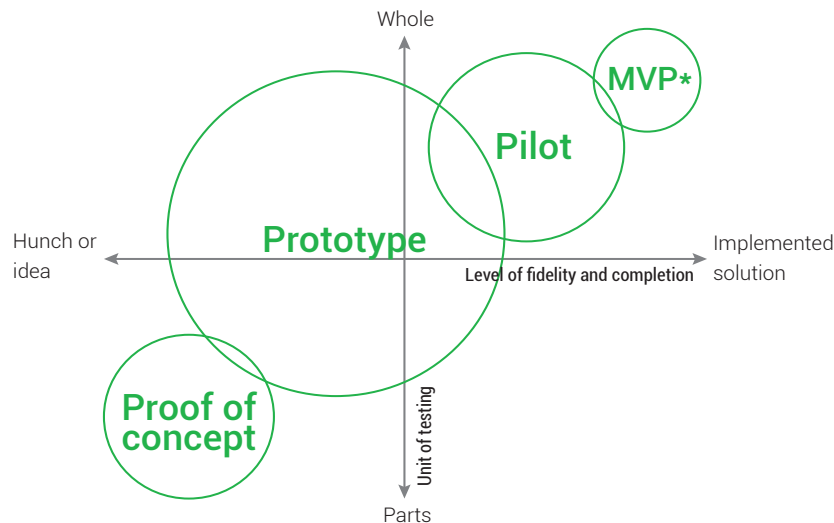 Whole
MVP*
Pilot
Prototype
Hunch or
idea
Implemented
solution
Level of fidelity and completion
Proof of
concept
Unit of testing
Parts